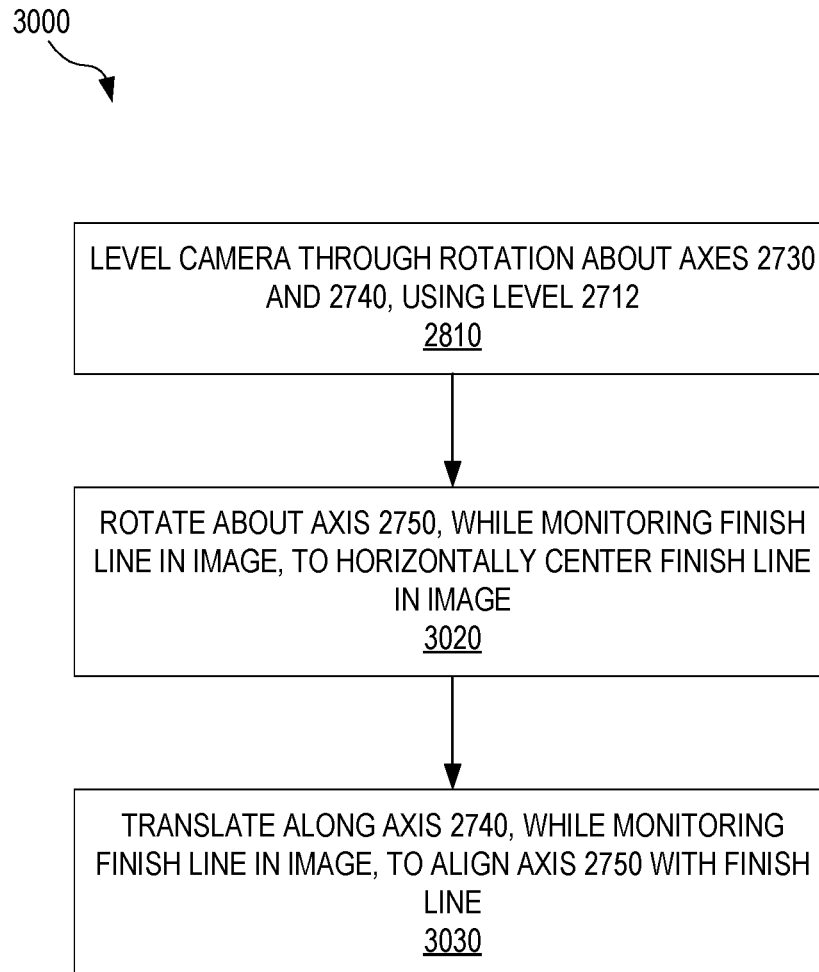 3000
LEVEL CAMERA THROUGH ROTATION ABOUT AXES 2730
AND 2740, USING LEVEL 2712
2810
ROTATE ABOUT AXIS 2750, WHILE MONITORING FINISH
LINE IN IMAGE, TO HORIZONTALLY CENTER FINISH LINE
IN IMAGE
3020
TRANSLATE ALONG AXIS 2740, WHILE MONITORING
FINISH LINE IN IMAGE, TO ALIGN AXIS 2750 WITH FINISH
LINE
3030